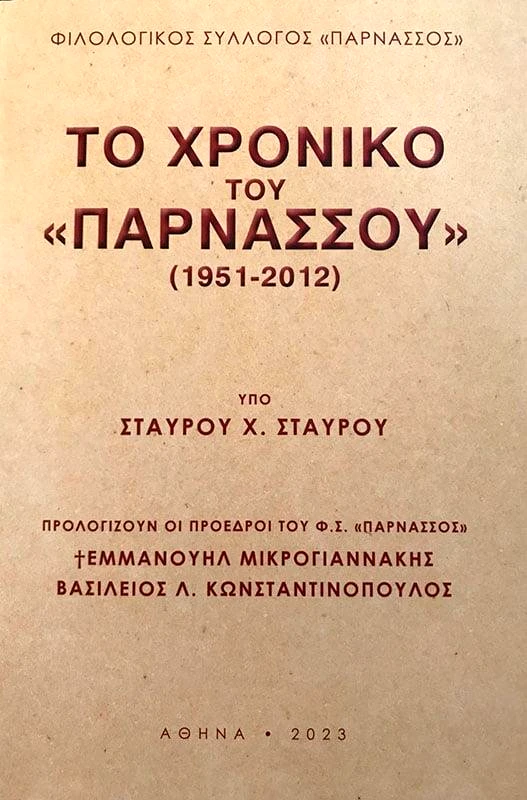 ΦΙΛΟΛΟΓΙΚΟΣ ΣΥΛΛΟΓΟΣ «ΠΑΡΝΑΣΣΟΣ»
ΤΟ ΧΡΟΝΙΚΟ
ΤΟΥ
«ΠΑΡΝΑΣΣΟΥ»
(1951-2012)
ΥΠΟ
ΣΤΑΥΡΟΥ Χ. ΣΤΑΥΡΟΥ
ΠΡΟΛΟΓΙΖΟΥΝ ΟΙ ΠΡΟΕΔΡΟΙ ΤΟΥ Φ.Σ. «ΠΑΡΝΑΣΣΟΣ»
†ΕΜΜΑΝΟΥΗΛ ΜΙΚΡΟΓΙΑΝΝΑΚΗΣ
ΒΑΣΙΛΕΙΟΣ Λ. ΚΩΝΣΤΑΝΤΙΝΟΠΟΥΛΟΣ
ΑΘΗΝΑ • 2023